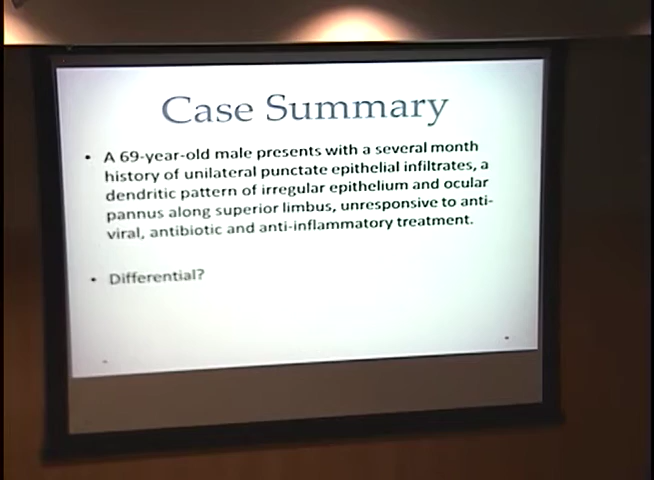 Case Summary
• A 69-year-old male presents with a several month
history of unilateral punctate epithelial infiltrates, a
dendritic pattern of irregular epithelium and ocular
pannus along superior limbus, unresponsive to anti-
viral, antibiotic and anti-inflammatory treatment.
• Differential?